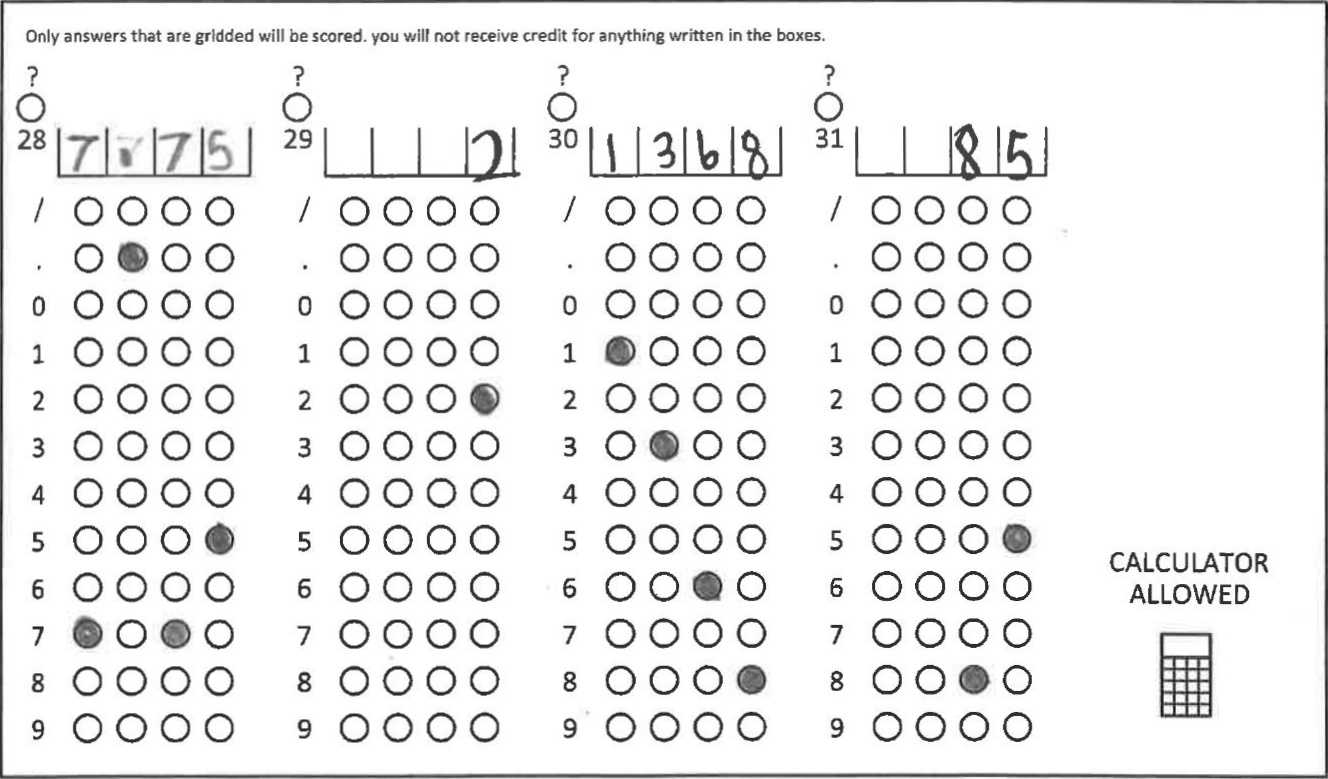 Only answers that are gridded will be scored. you will not receive credit for anything written in the boxes.
? ? ? ?
28 7 . 7 5 29 2 30 1 3 6 8 31 8 5
/ / / /
. . . .
0 0 0 0
1 1 1 1
2 2 2 2
3 3 3 3
4 4 4 4
5 5 5 5
6 6 6 6
7 7 7 7
8 8 8 8
9 9 9 9
CALCULATOR
ALLOWED